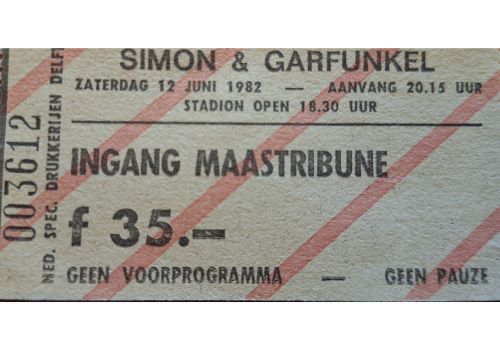 SIMON & GARFUNKEL
ZATERDAG 12 JUNI 1982 — AANVANG 20.15 UUR
STADION OPEN 18.30 UUR
INGANG MAASTRIBUNE
f 35.—
GEEN VOORPROGRAMMA — GEEN PAUZE
003612
NED. SPEC. DRUKKERIJEN DELFT